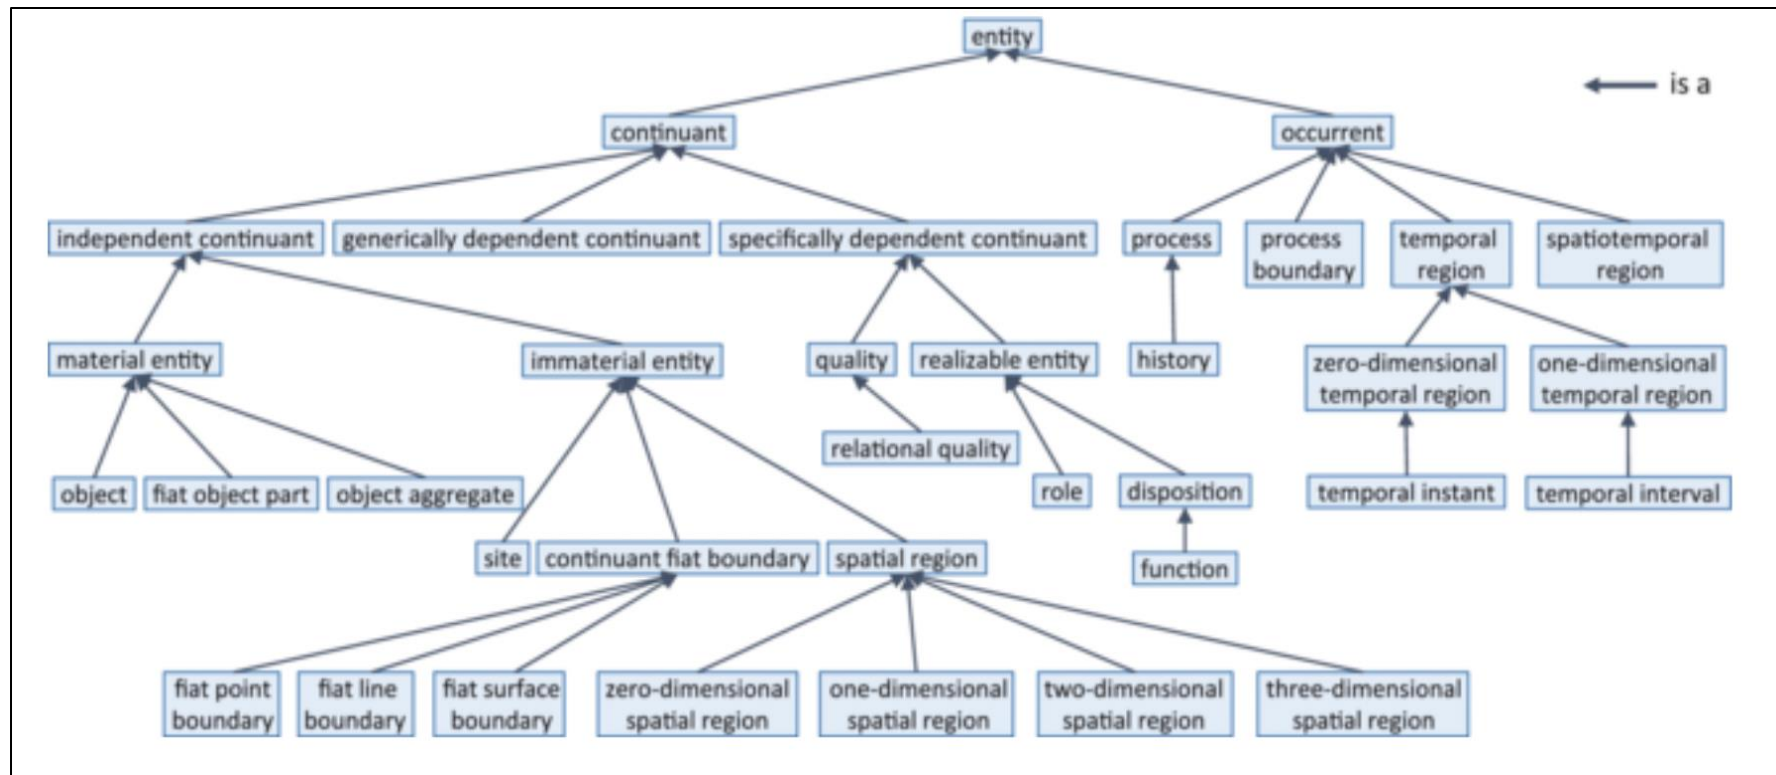 entity
is a
continuant
occurrent
independent continuant
generically dependent continuant
specifically dependent continuant
process
process
boundary
temporal
region
spatiotemporal
region
material entity
immaterial entity
quality
realizable entity
history
zero-dimensional
temporal region
one-dimensional
temporal region
relational quality
object
fiat object part
object aggregate
role
disposition
temporal instant
temporal interval
site
continuant fiat boundary
spatial region
function
fiat point
boundary
fiat line
boundary
fiat surface
boundary
zero-dimensional
spatial region
one-dimensional
spatial region
two-dimensional
spatial region
three-dimensional
spatial region